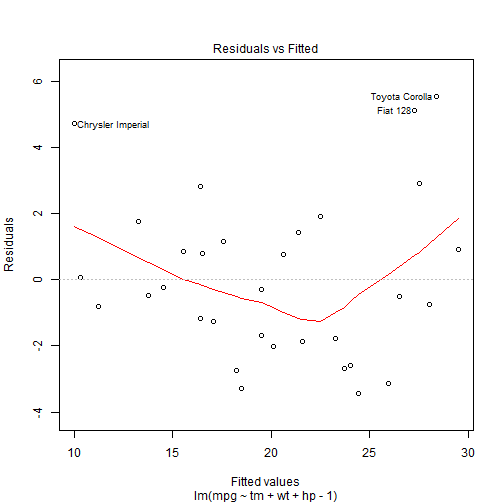 Residuals vs Fitted
Residuals
6
4
2
0
-2
-4
Toyota Corolla
Fiat 128
Chrysler Imperial
10 15 20 25 30
Fitted values
lm(mpg ~ tm + wt + hp - 1)